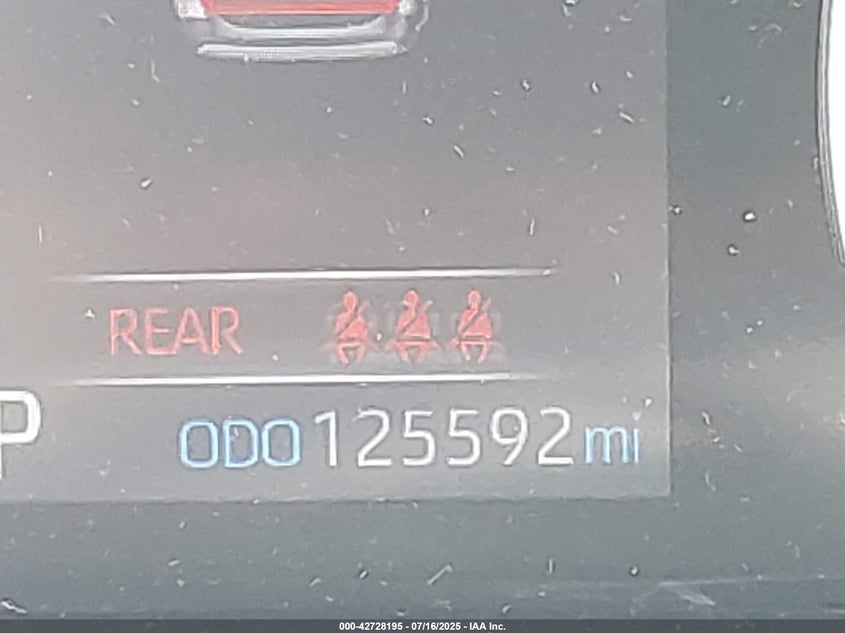 REAR
P
ODO 125592 mi
000-42728195 - 07/16/2025 - IAA Inc.